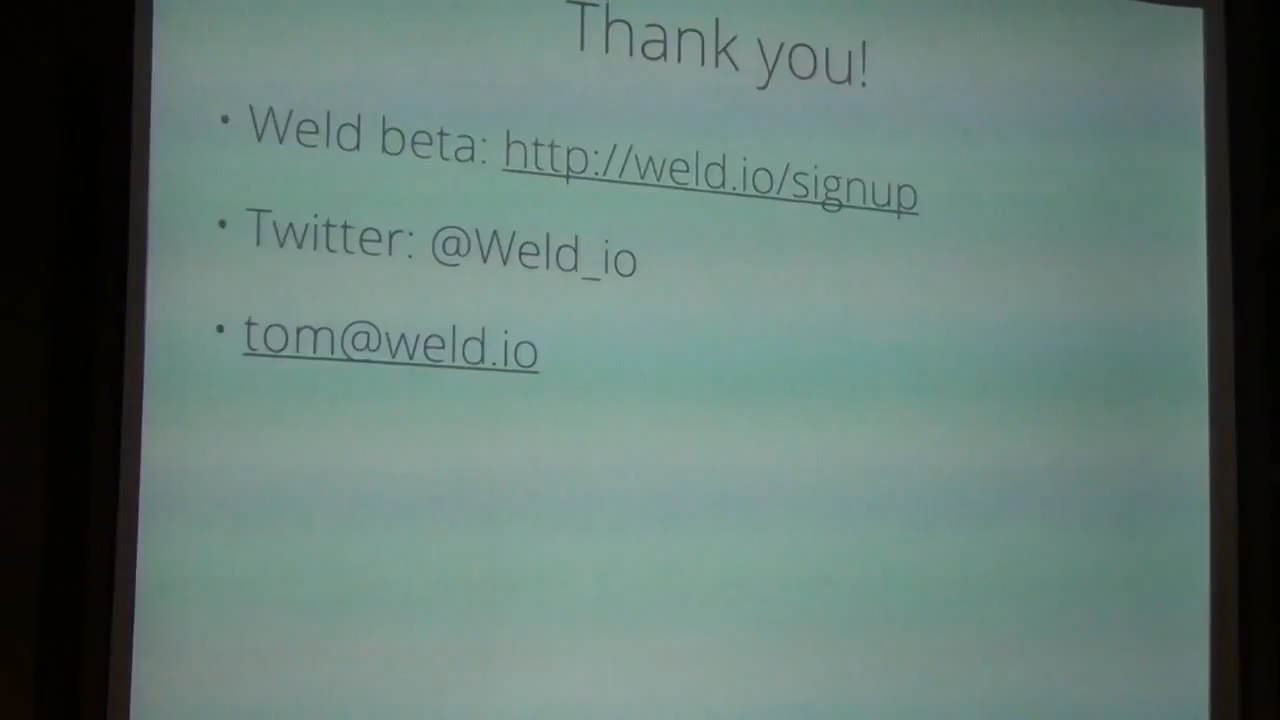 Thank you!
• Weld beta: http://weld.io/signup
• Twitter: @Weld_io
• tom@weld.io